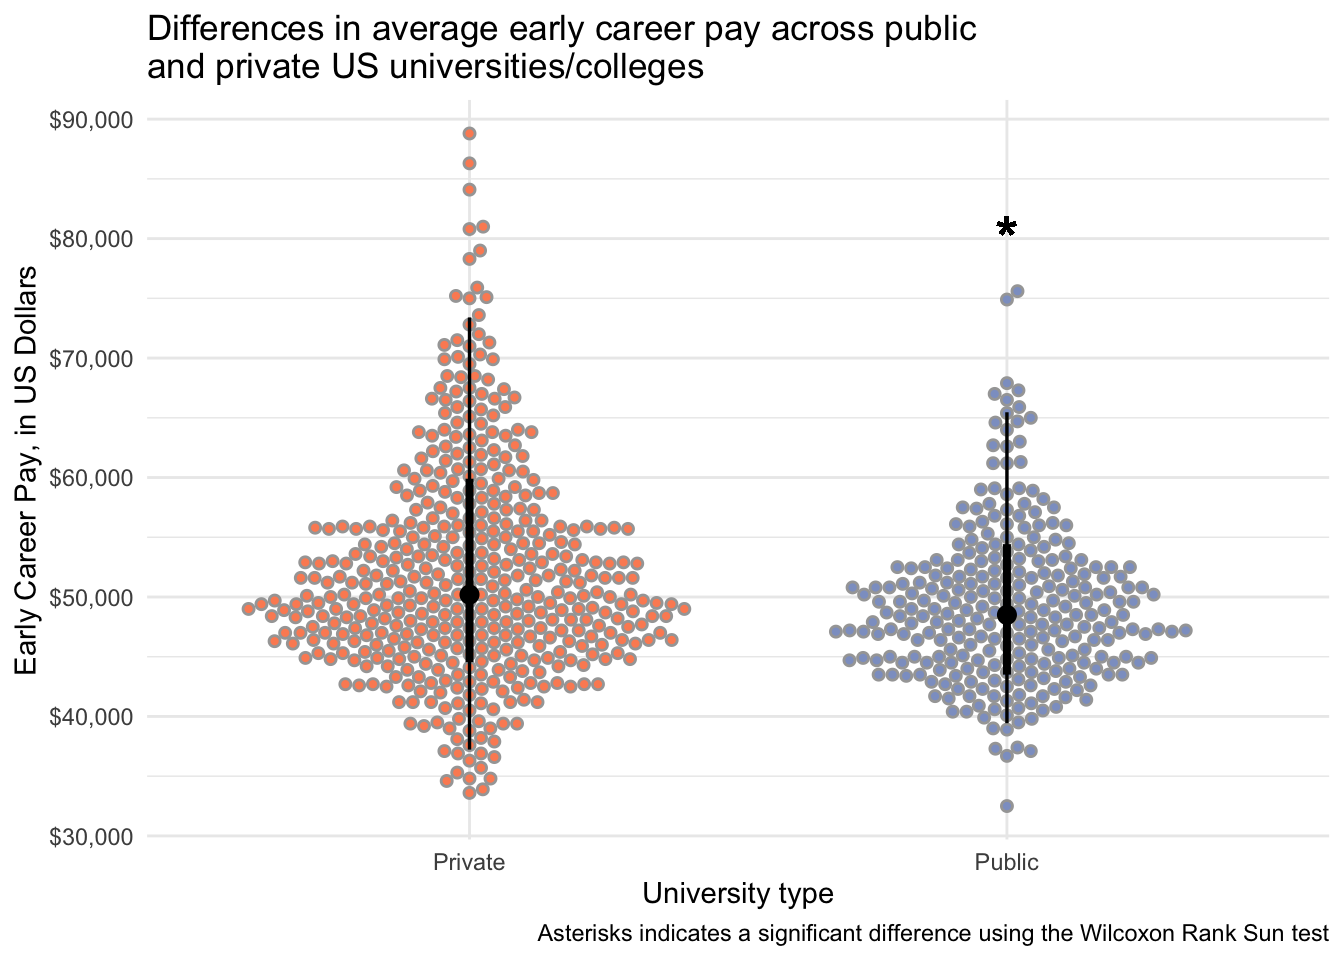 Differences in average early career pay across public
and private US universities/colleges
Early Career Pay, in US Dollars
$90,000
$80,000
$70,000
$60,000
$50,000
$40,000
$30,000
*
Private
Public
University type
Asterisks indicates a significant difference using the Wilcoxon Rank Sun test